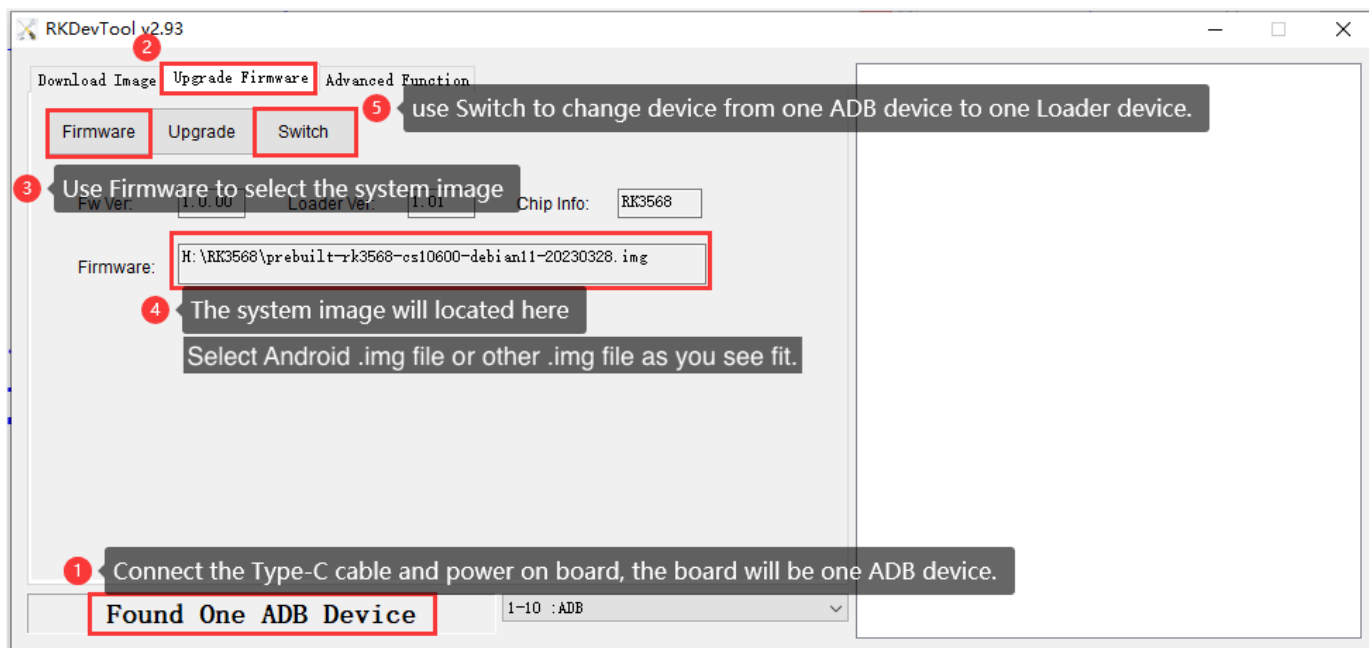 RKDevTool v2.93
2
Download Image Upgrade Firmware Advanced Function
5 use Switch to change device from one ADB device to one Loader device.
Firmware Upgrade Switch
3 Use Firmware to select the system image
Fw Ver: 1.0.00 Loader Ver: 1.01 Chip Info: RK3568
Firmware: H:\RK3568\prebuilt-rk3568-cs10600-debian11-20230328.img
4 The system image will located here
Select Android .img file or other .img file as you see fit.
1 Connect the Type-C cable and power on board, the board will be one ADB device.
Found One ADB Device 1-10 :ADB